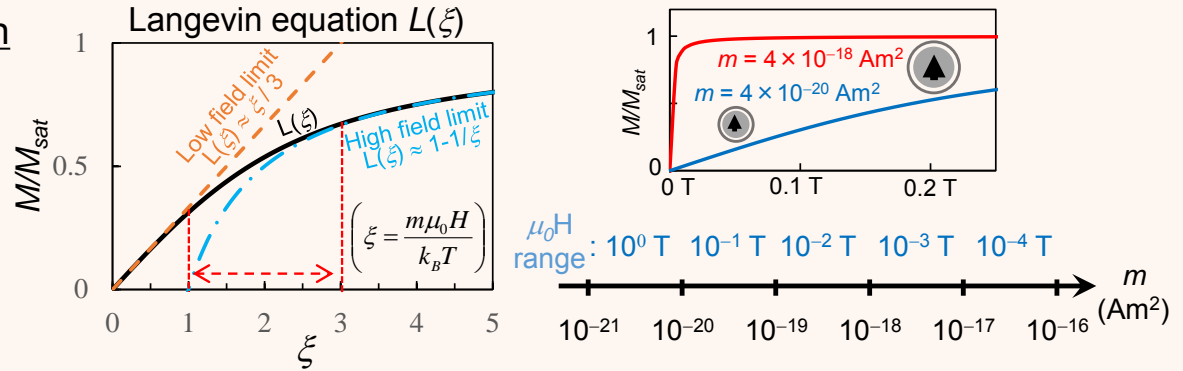 n
Langevin equation L(ξ)
M/M_sat
1
0.5
0
0 1 2 3 4 5
ξ
Low field limit
L(ξ) ≈ ξ/3
L(ξ)
High field limit
L(ξ) ≈ 1-1/ξ
(ξ = mμ₀H / k_BT)
M/M_sat
1
0
m = 4 × 10⁻¹⁸ Am²
m = 4 × 10⁻²⁰ Am²
0 T 0.1 T 0.2 T
μ₀H
range
: 10⁰ T 10⁻¹ T 10⁻² T 10⁻³ T 10⁻⁴ T
m
(Am²)
10⁻²¹ 10⁻²⁰ 10⁻¹⁹ 10⁻¹⁸ 10⁻¹⁷ 10⁻¹⁶